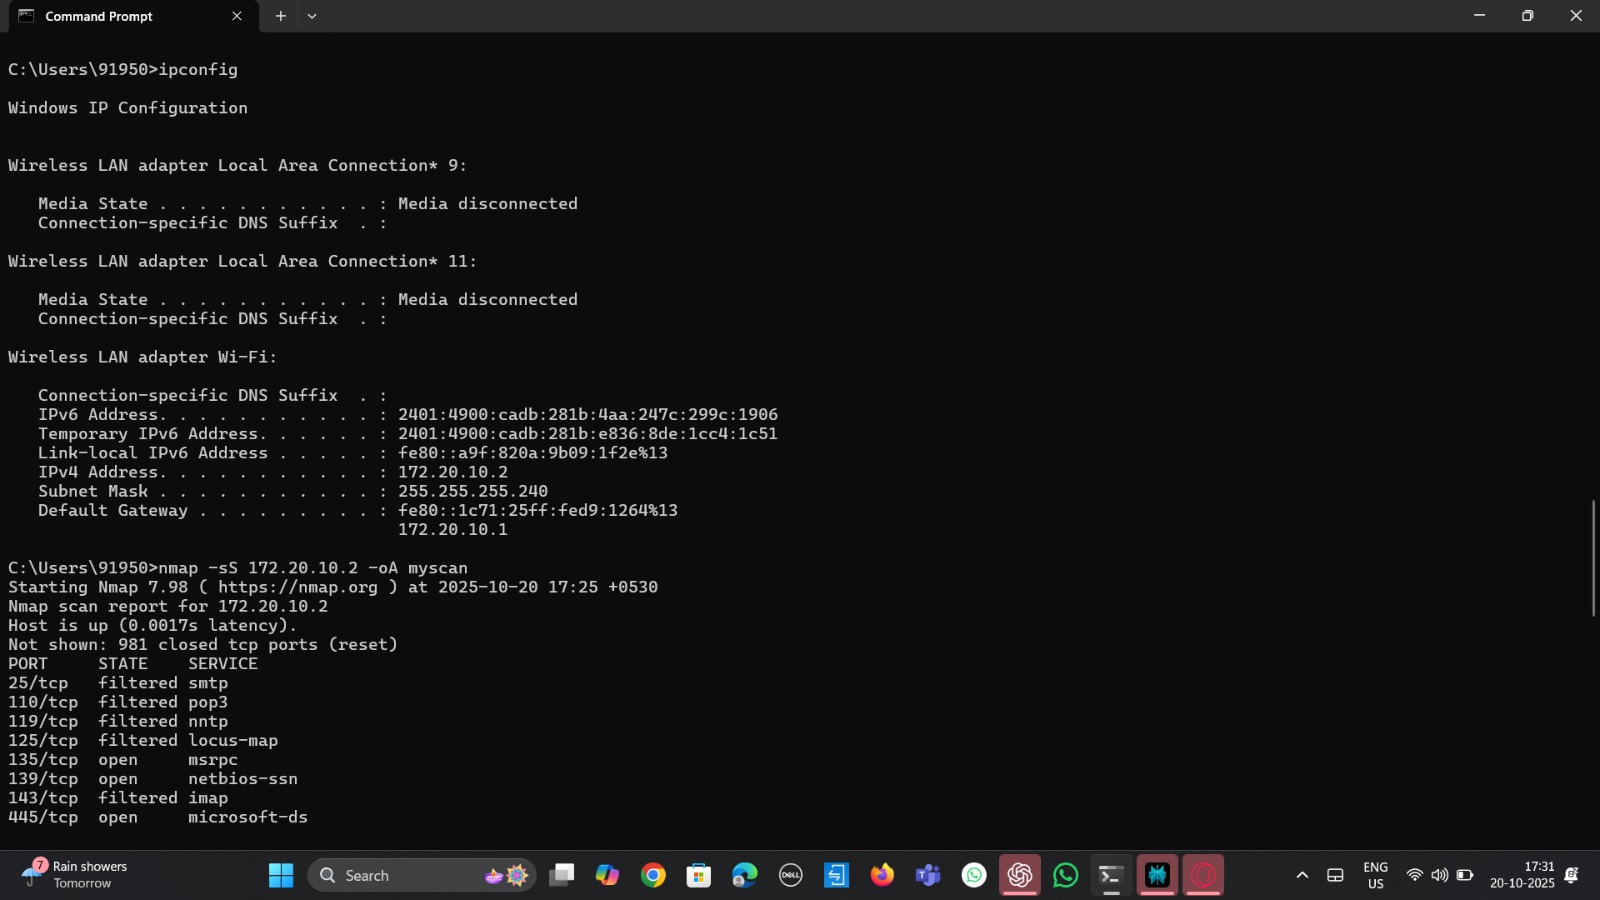 Command Prompt
C:\Users\91950>ipconfig
Windows IP Configuration
Wireless LAN adapter Local Area Connection* 9:
   Media State . . . . . . . . . . . : Media disconnected
   Connection-specific DNS Suffix  . :
Wireless LAN adapter Local Area Connection* 11:
   Media State . . . . . . . . . . . : Media disconnected
   Connection-specific DNS Suffix  . :
Wireless LAN adapter Wi-Fi:
   Connection-specific DNS Suffix  . :
   IPv6 Address. . . . . . . . . . . : 2401:4900:cadb:281b:4aa:247c:299c:1906
   Temporary IPv6 Address. . . . . . : 2401:4900:cadb:281b:e836:8de:1cc4:1c51
   Link-local IPv6 Address . . . . . : fe80::a9f:820a:9b09:1f2e%13
   IPv4 Address. . . . . . . . . . . : 172.20.10.2
   Subnet Mask . . . . . . . . . . . : 255.255.255.240
   Default Gateway . . . . . . . . . : fe80::1c71:25ff:fed9:1264%13
                                       172.20.10.1
C:\Users\91950>nmap -sS 172.20.10.2 -oA myscan
Starting Nmap 7.98 ( https://nmap.org ) at 2025-10-20 17:25 +0530
Nmap scan report for 172.20.10.2
Host is up (0.0017s latency).
Not shown: 981 closed tcp ports (reset)
PORT     STATE    SERVICE
25/tcp   filtered smtp
110/tcp  filtered pop3
119/tcp  filtered nntp
125/tcp  filtered locus-map
135/tcp  open     msrpc
139/tcp  open     netbios-ssn
143/tcp  filtered imap
445/tcp  open     microsoft-ds
7
Rain showers
Tomorrow
Search
DELL
ENG
US
17:31
20-10-2025